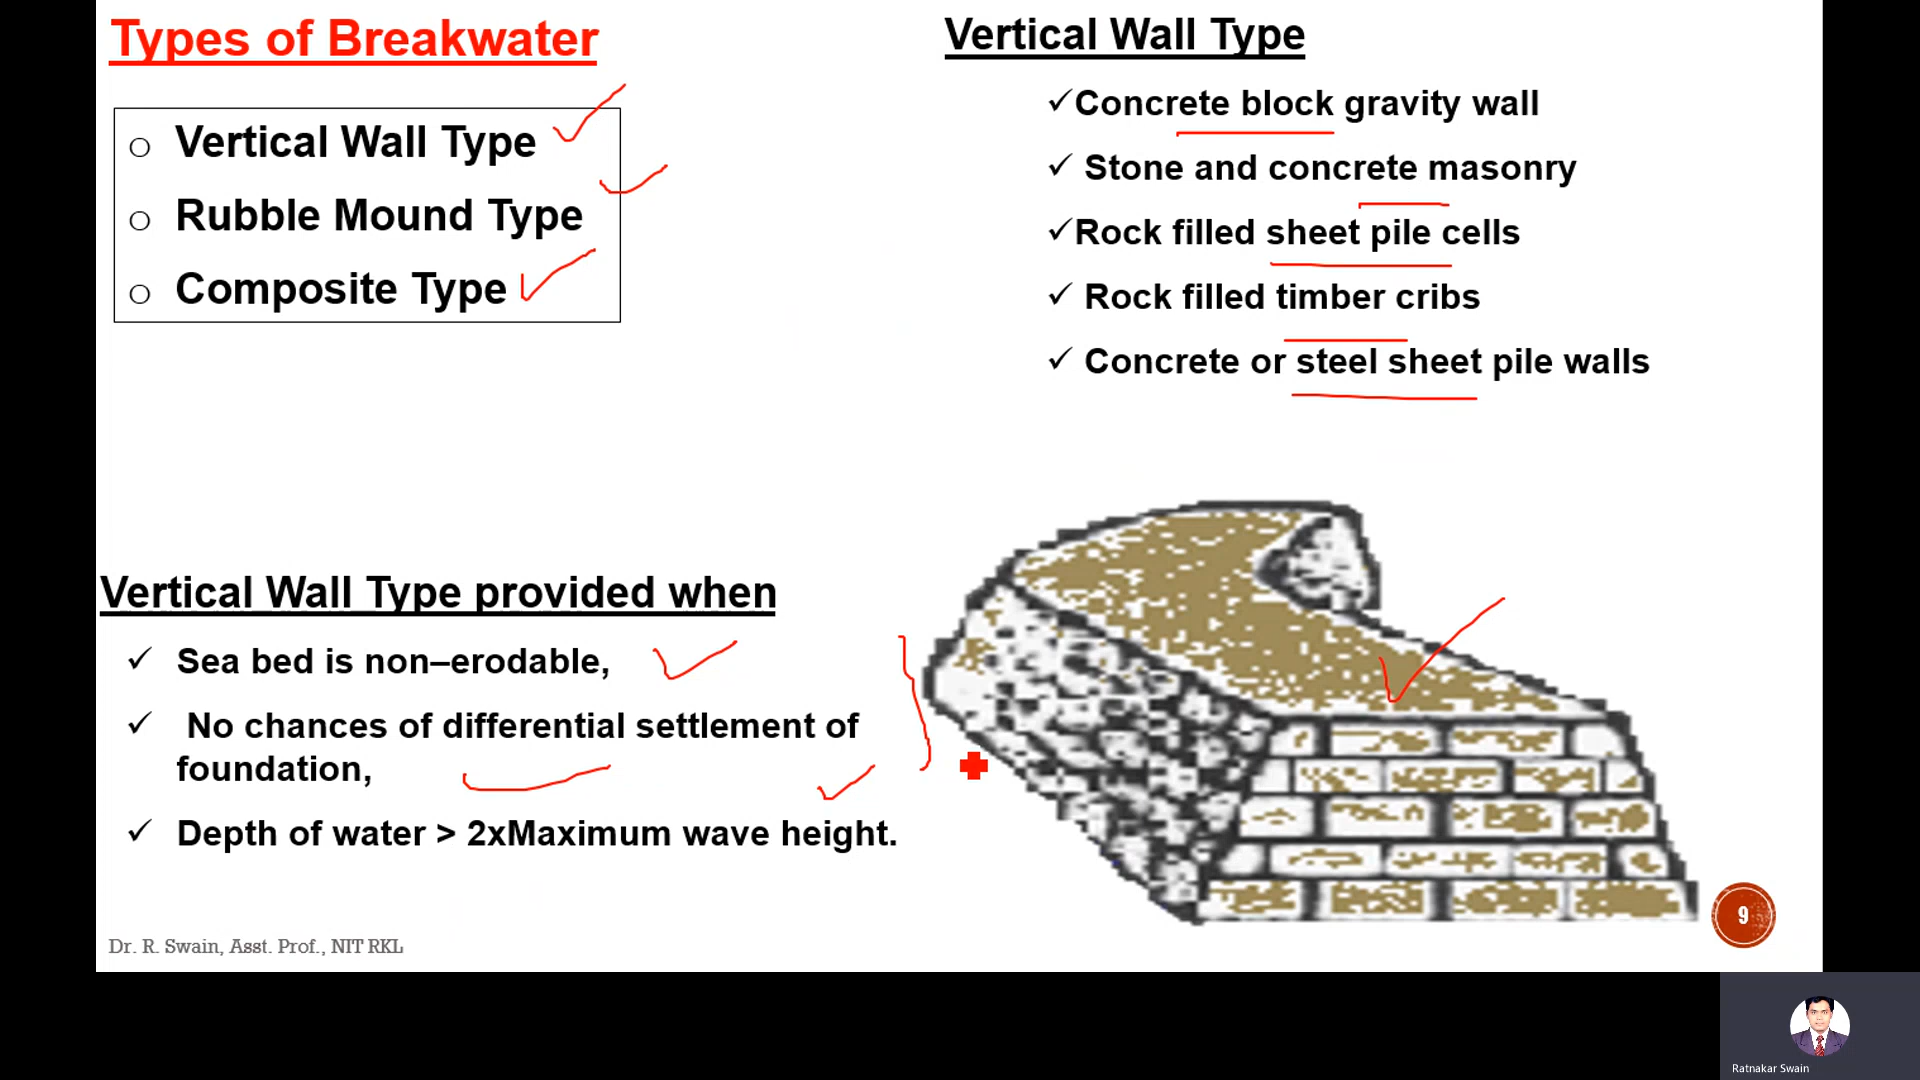 Types of Breakwater
o Vertical Wall Type
o Rubble Mound Type
o Composite Type
Vertical Wall Type
✓Concrete block gravity wall
✓ Stone and concrete masonry
✓Rock filled sheet pile cells
✓ Rock filled timber cribs
✓ Concrete or steel sheet pile walls
Vertical Wall Type provided when
✓ Sea bed is non–erodable,
✓ No chances of differential settlement of
foundation,
✓ Depth of water > 2xMaximum wave height.
Dr. R. Swain, Asst. Prof., NIT RKL
9
Ratnakar Swain